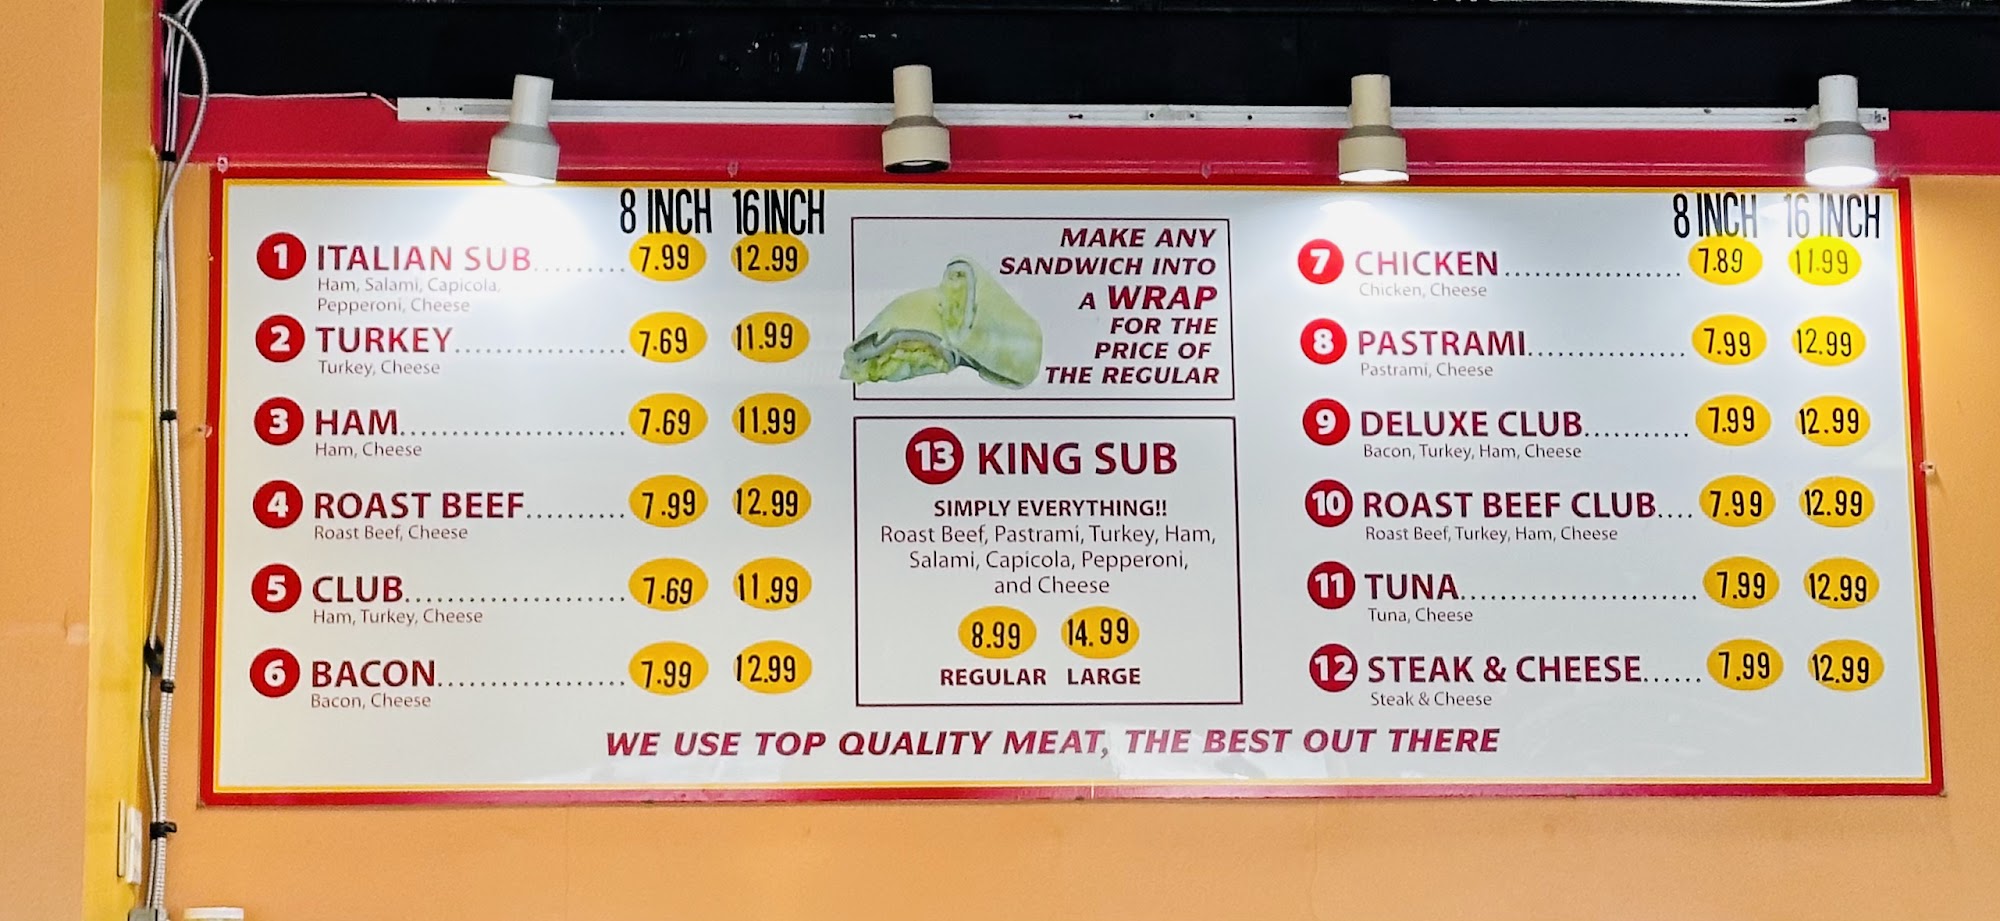 8 INCH 16 INCH
1 ITALIAN SUB........ 7.99 12.99
Ham, Salami, Capicola,
Pepperoni, Cheese
2 TURKEY.................... 7.69 11.99
Turkey, Cheese
3 HAM.......................... 7.69 11.99
Ham, Cheese
4 ROAST BEEF.......... 7.99 12.99
Roast Beef, Cheese
5 CLUB......................... 7.69 11.99
Ham, Turkey, Cheese
6 BACON..................... 7.99 12.99
Bacon, Cheese
MAKE ANY
SANDWICH INTO
A WRAP
FOR THE
PRICE OF
THE REGULAR
13 KING SUB
SIMPLY EVERYTHING!!
Roast Beef, Pastrami, Turkey, Ham,
Salami, Capicola, Pepperoni,
and Cheese
8.99 14.99
REGULAR LARGE
8 INCH 16 INCH
7 CHICKEN.................... 7.89 11.99
Chicken, Cheese
8 PASTRAMI.................. 7.99 12.99
Pastrami, Cheese
9 DELUXE CLUB........... 7.99 12.99
Bacon, Turkey, Ham, Cheese
10 ROAST BEEF CLUB.... 7.99 12.99
Roast Beef, Turkey, Ham, Cheese
11 TUNA......................... 7.99 12.99
Tuna, Cheese
12 STEAK & CHEESE...... 7.99 12.99
Steak & Cheese
WE USE TOP QUALITY MEAT, THE BEST OUT THERE